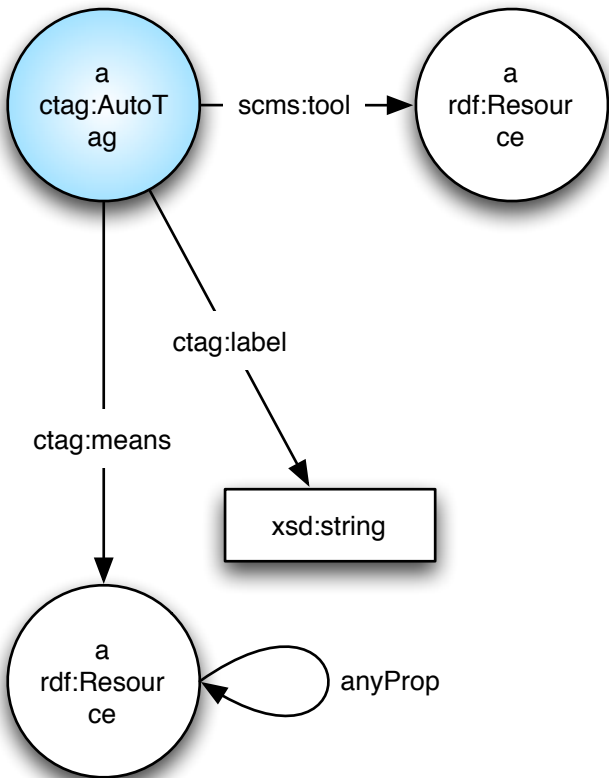 a
ctag:AutoT
ag
scms:tool
a
rdf:Resour
ce
ctag:label
ctag:means
xsd:string
a
rdf:Resour
ce
anyProp